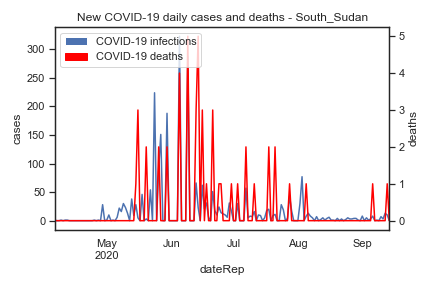 New COVID-19 daily cases and deaths - South_Sudan
COVID-19 infections
COVID-19 deaths
300
250
200
150
100
50
0
cases
5
4
3
2
1
0
deaths
May
2020
Jun
Jul
Aug
Sep
dateRep